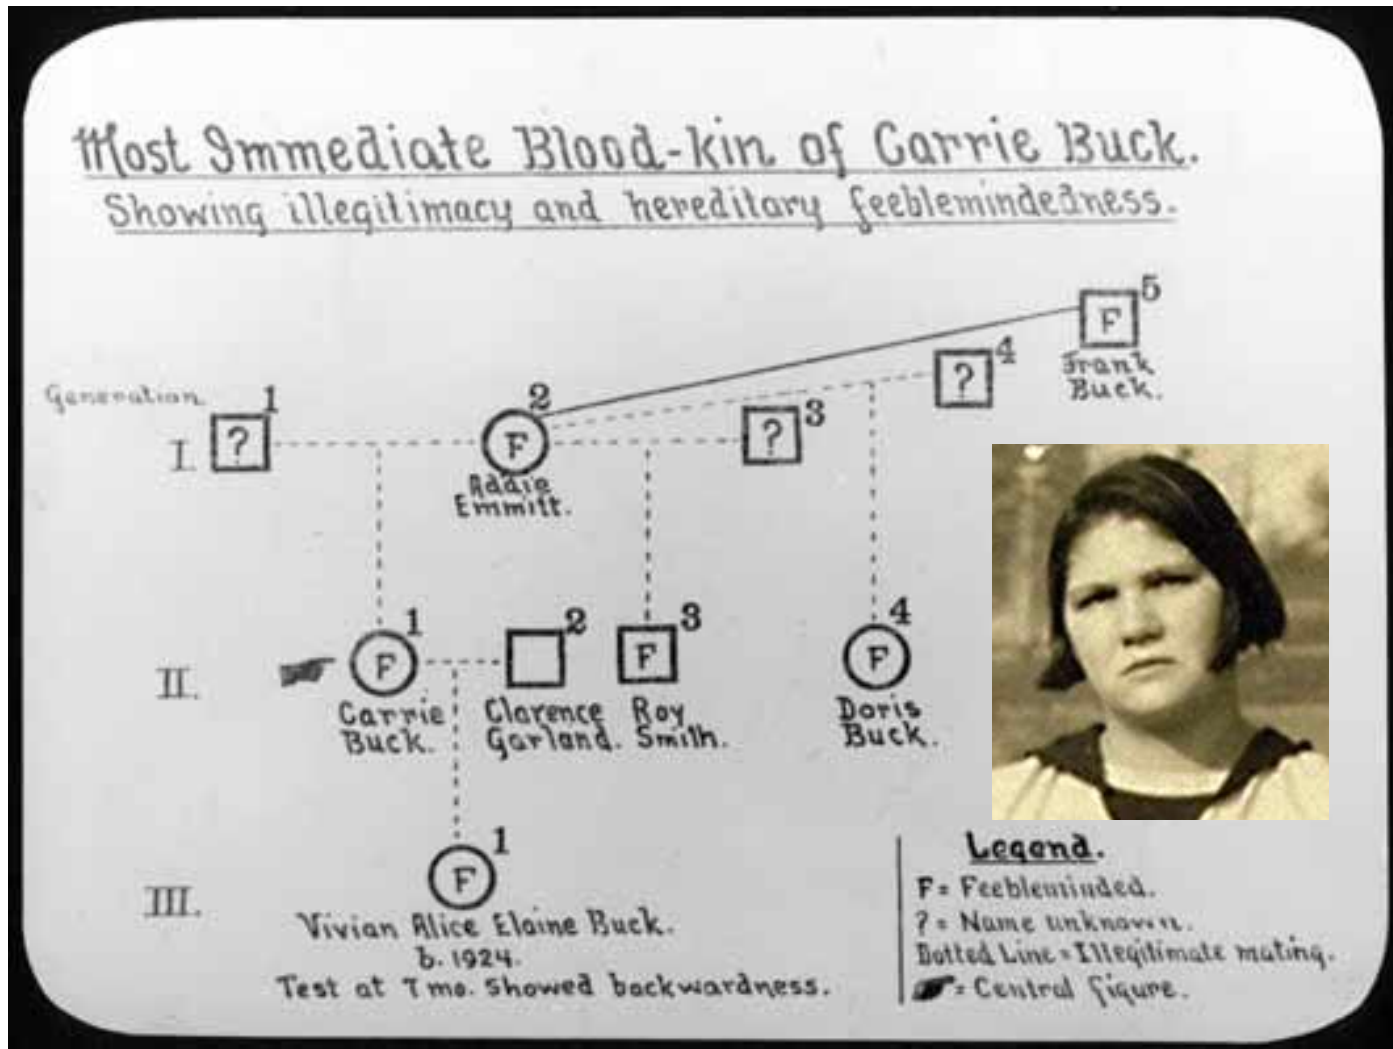 Most Immediate Blood-kin of Carrie Buck.
Showing illegitimacy and hereditary feeblemindedness.
5
F
Frank
Buck.
4
?
Generation
1
2
3
I.
?
F
?
Addie
Emmitt.
1
2
3
4
II.
F
F
F
Carrie
Buck.
Clarence
Garland.
Roy
Smith.
Doris
Buck.
1
III.
F
Vivian Alice Elaine Buck.
b. 1924.
Test at 7 mo. showed backwardness.
Legend.
F = Feebleminded.
? = Name unknown.
Dotted Line = Illegitimate mating.
= Central figure.